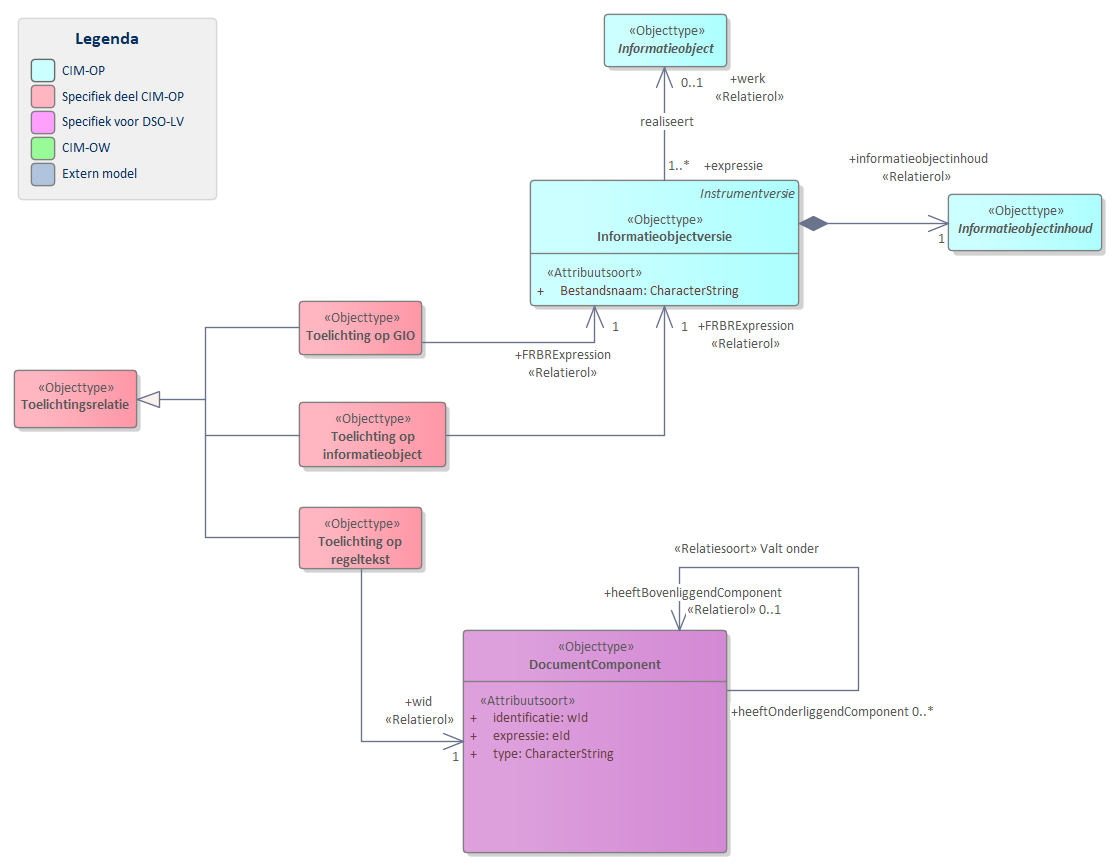 Legenda
CIM-OP
Specifiek deel CIM-OP
Specifiek voor DSO-LV
CIM-OW
Extern model
«Objecttype»
Informatieobject
0..1
+werk
«Relatierol»
realiseert
1..*
+expressie
Instrumentversie
«Objecttype»
Informatieobjectversie
«Attribuutsoort»
+ Bestandsnaam: CharacterString
+informatieobjectinhoud
«Relatierol»
1
«Objecttype»
Informatieobjectinhoud
«Objecttype»
Toelichting op GIO
1
+FRBRExpression
«Relatierol»
1
+FRBRExpression
«Relatierol»
«Objecttype»
Toelichtingsrelatie
«Objecttype»
Toelichting op
informatieobject
«Objecttype»
Toelichting op
regeltekst
«Relatiesoort» Valt onder
+heeftBovenliggendComponent
«Relatierol» 0..1
«Objecttype»
DocumentComponent
«Attribuutsoort»
+ identificatie: wId
+ expressie: eId
+ type: CharacterString
+wid
«Relatierol»
1
+heeftOnderliggendComponent 0..*